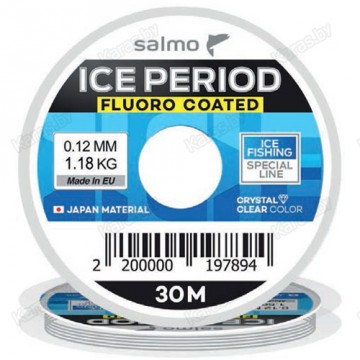 salmo
ICE PERIOD
FLUORO COATED
0.12 MM
1.18 KG
Made In EU
ICE
FISHING
SPECIAL
LINE
JAPAN MATERIAL
CRYSTAL
CLEAR COLOR
2 200000 197894
30M